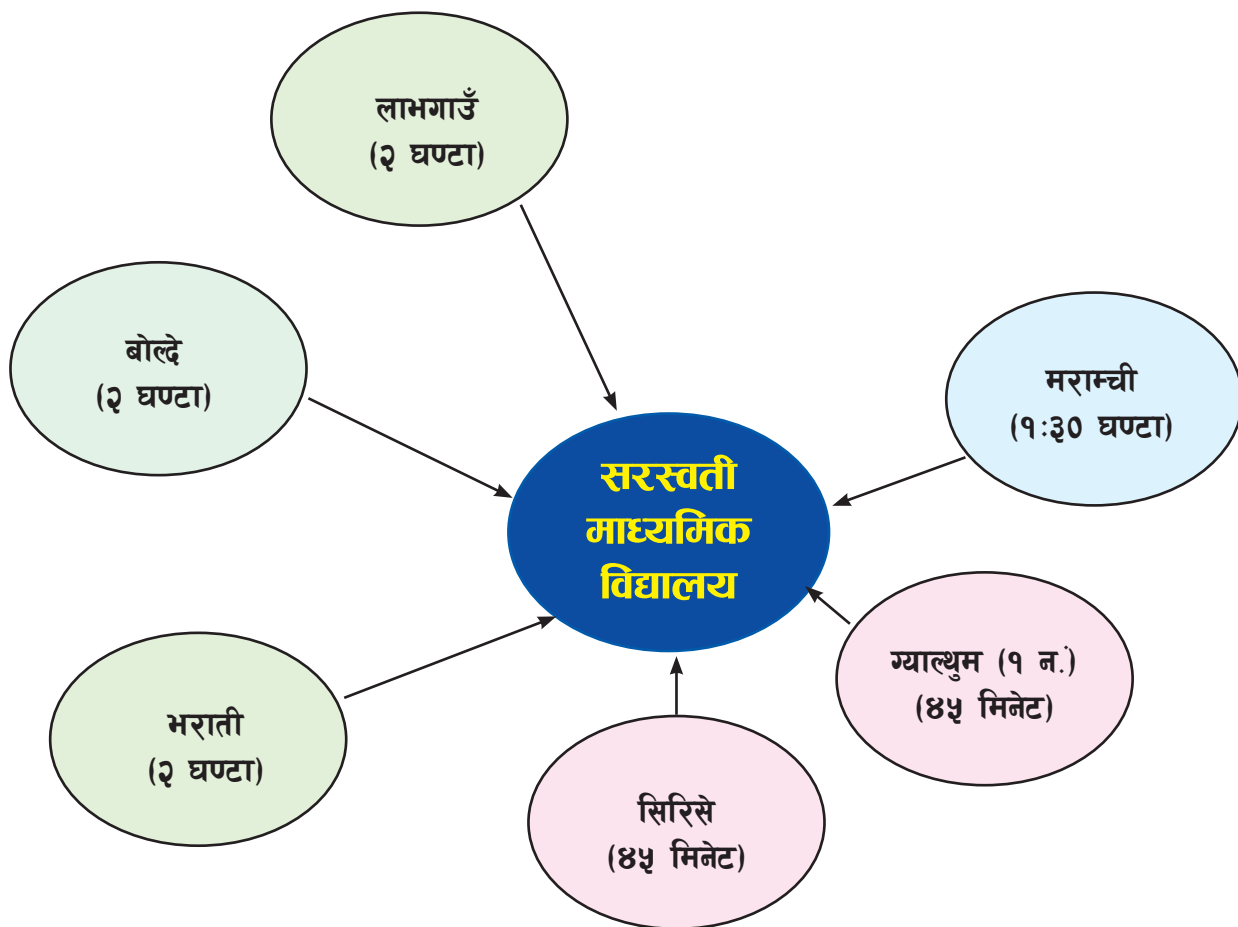 लाभगाउँ
(२ घण्टा)
बोल्दे
(२ घण्टा)
मराम्ची
(१ः३० घण्टा)
सरस्वती
माध्यमिक
विद्यालय
ग्याल्थुम (१ न.ं)
(४५ मिनेट)
भराती
(२ घण्टा)
सिरिसे
(४५ मिनेट)